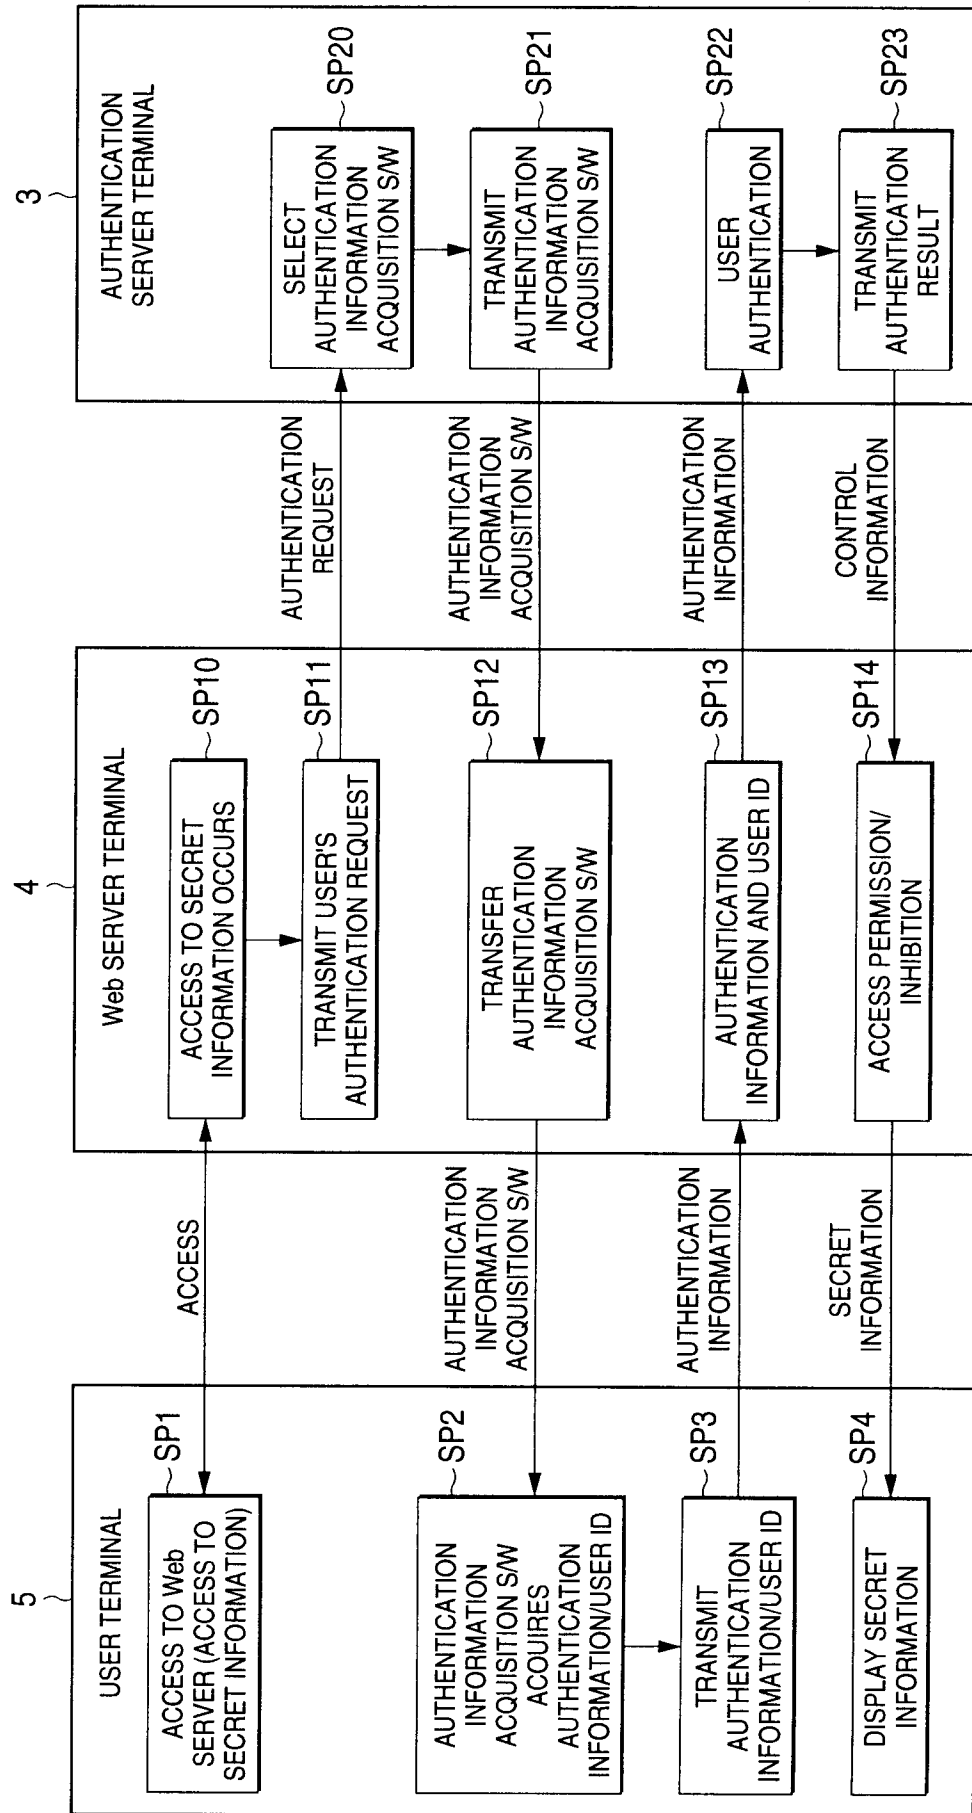 5
USER TERMINAL
SP1
ACCESS TO Web
SERVER (ACCESS TO
SECRET INFORMATION)
SP2
AUTHENTICATION
INFORMATION
ACQUISITION S/W
ACOUIRES
AUTHENTICATION
INFORMATION/USER ID
SP3
TRANSMIT
AUTHENTICATION
INFORMATION/USER ID
SP4
DISPLAY SECRET
INFORMATION
ACCESS
AUTHENTICATION
INFORMATION
ACQUISITION S/W
AUTHENTICATION
INFORMATION
SECRET
INFORMATION
4
Web SERVER TERMINAL
SP10
ACCESS TO SECRET
INFORMATION OCCURS
SP11
TRANSMIT USER'S
AUTHENTICATION REQUEST
SP12
TRANSFER
AUTHENTICATION
INFORMATION
ACQUISITION S/W
SP13
AUTHENTICATION
INFORMATION AND USER ID
SP14
ACCESS PERMISSION/
INHIBITION
AUTHENTICATION
REQUEST
AUTHENTICATION
INFORMATION
ACQUISITION S/W
AUTHENTICATION
INFORMATION
CONTROL
INFORMATION
3
AUTHENTICATION
SERVER TERMINAL
SP20
SELECT
AUTHENTICATION
INFORMATION
ACQUISITION S/W
SP21
TRANSMIT
AUTHENTICATION
INFORMATION
ACQUISITION S/W
SP22
USER
AUTHENTICATION
SP23
TRANSMIT
AUTHENTICATION
RESULT